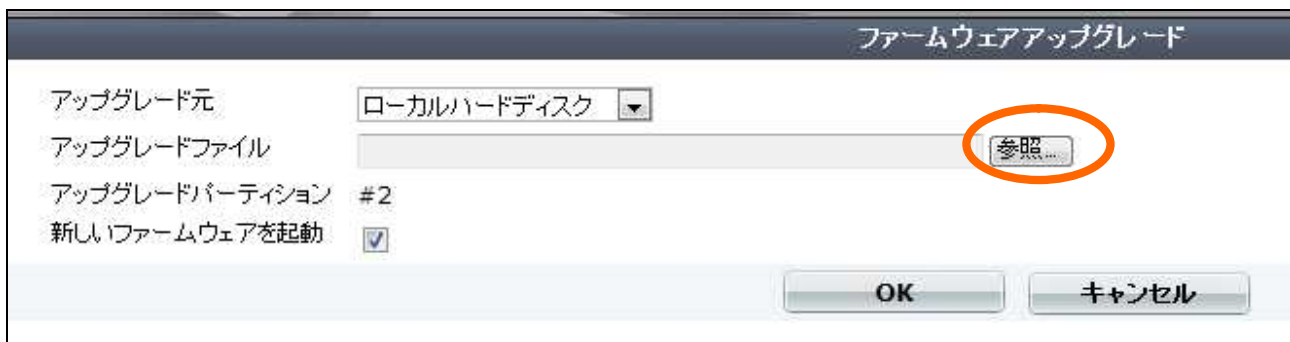 ファームウェアアップグレード
アップグレード元 ローカルハードディスク
アップグレードファイル 参照...
アップグレードパーティション #2
新しいファームウェアを起動
OK キャンセル